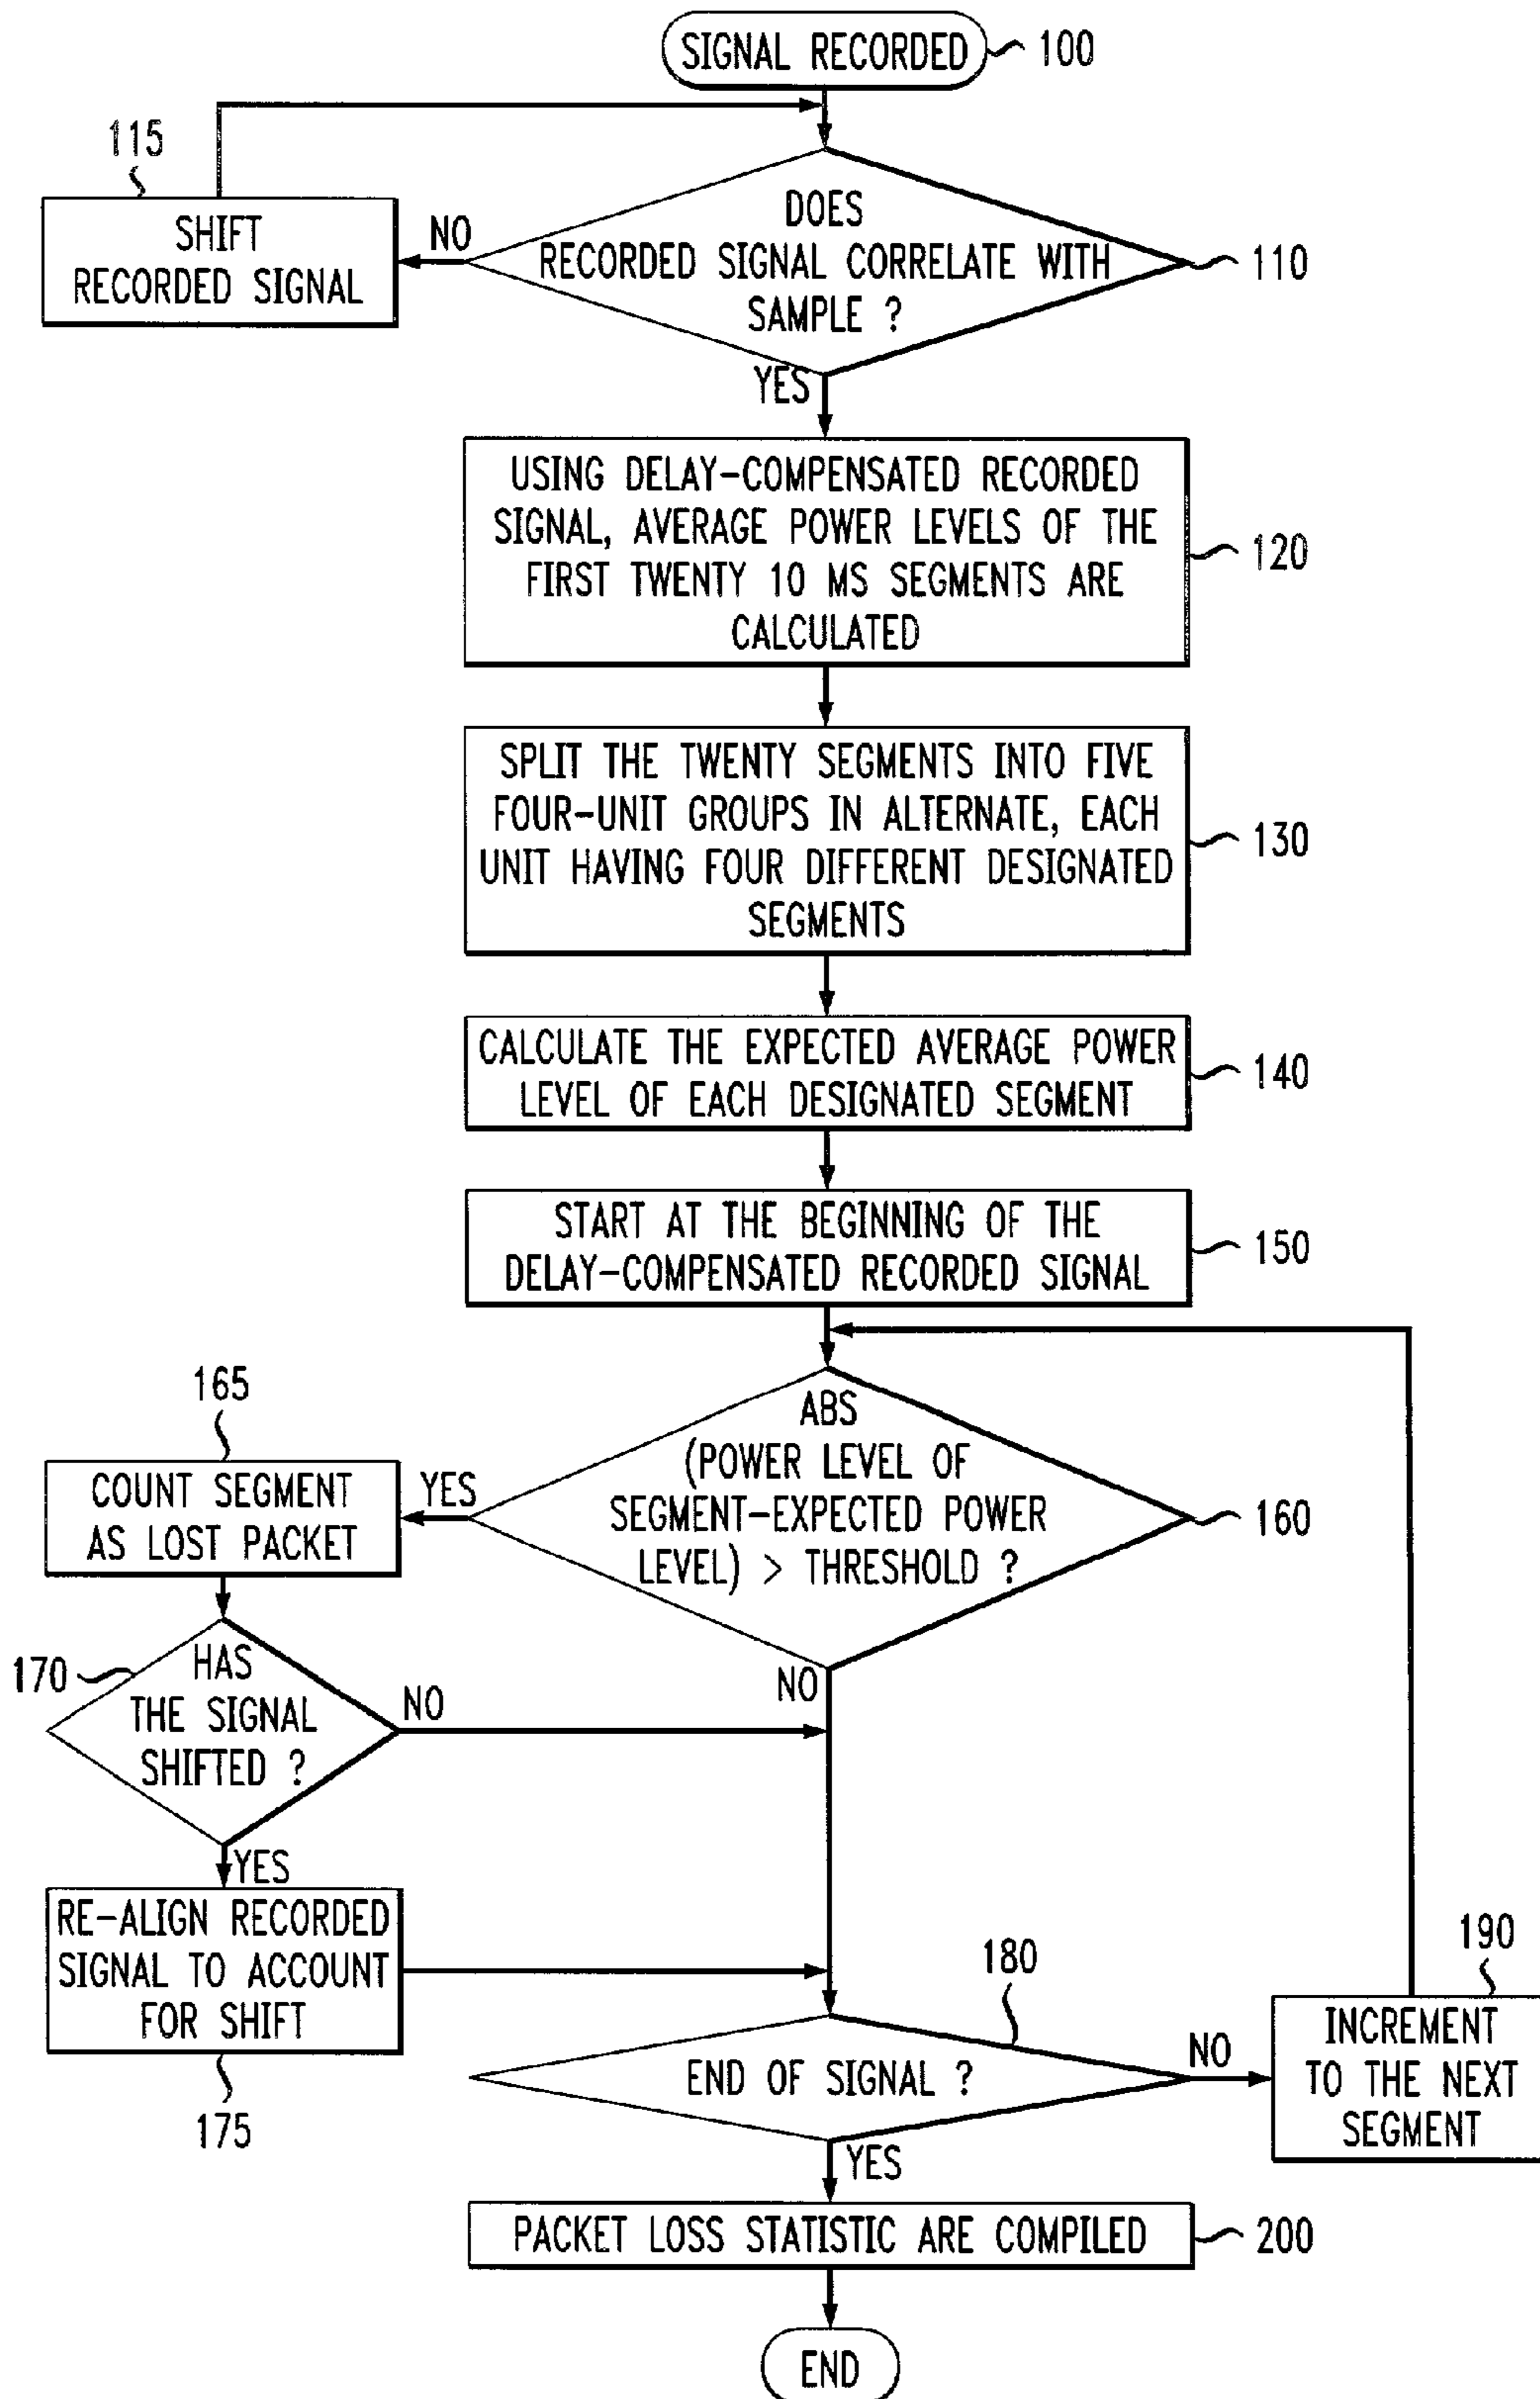 SIGNAL RECORDED
100
115
SHIFT
RECORDED SIGNAL
NO
DOES
RECORDED SIGNAL CORRELATE WITH
SAMPLE ?
110
YES
USING DELAY-COMPENSATED RECORDED
SIGNAL, AVERAGE POWER LEVELS OF THE
FIRST TWENTY 10 MS SEGMENTS ARE
CALCULATED
120
SPLIT THE TWENTY SEGMENTS INTO FIVE
FOUR-UNIT GROUPS IN ALTERNATE, EACH
UNIT HAVING FOUR DIFFERENT DESIGNATED
SEGMENTS
130
CALCULATE THE EXPECTED AVERAGE POWER
LEVEL OF EACH DESIGNATED SEGMENT
140
START AT THE BEGINNING OF THE
DELAY-COMPENSATED RECORDED SIGNAL
150
ABS
(POWER LEVEL OF
SEGMENT-EXPECTED POWER
LEVEL) > THRESHOLD ?
160
YES
165
COUNT SEGMENT
AS LOST PACKET
NO
170
HAS
THE SIGNAL
SHIFTED ?
NO
YES
RE-ALIGN RECORDED
SIGNAL TO ACCOUNT
FOR SHIFT
175
180
END OF SIGNAL ?
NO
190
INCREMENT
TO THE NEXT
SEGMENT
YES
PACKET LOSS STATISTIC ARE COMPILED
200
END